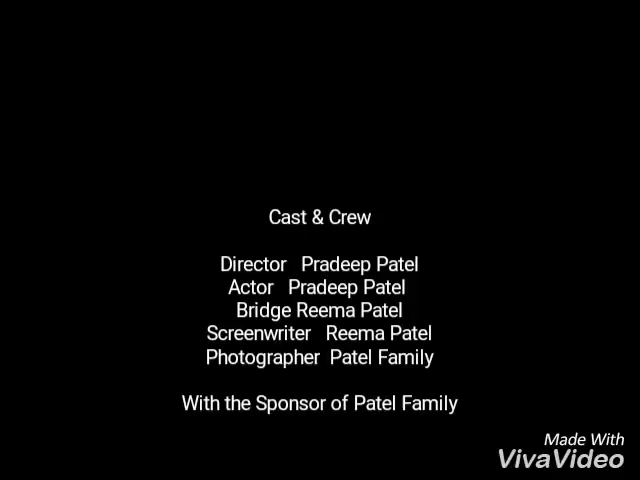 Cast & Crew
Director Pradeep Patel
Actor Pradeep Patel
Bridge Reema Patel
Screenwriter Reema Patel
Photographer Patel Family
With the Sponsor of Patel Family
Made With
VivaVideo